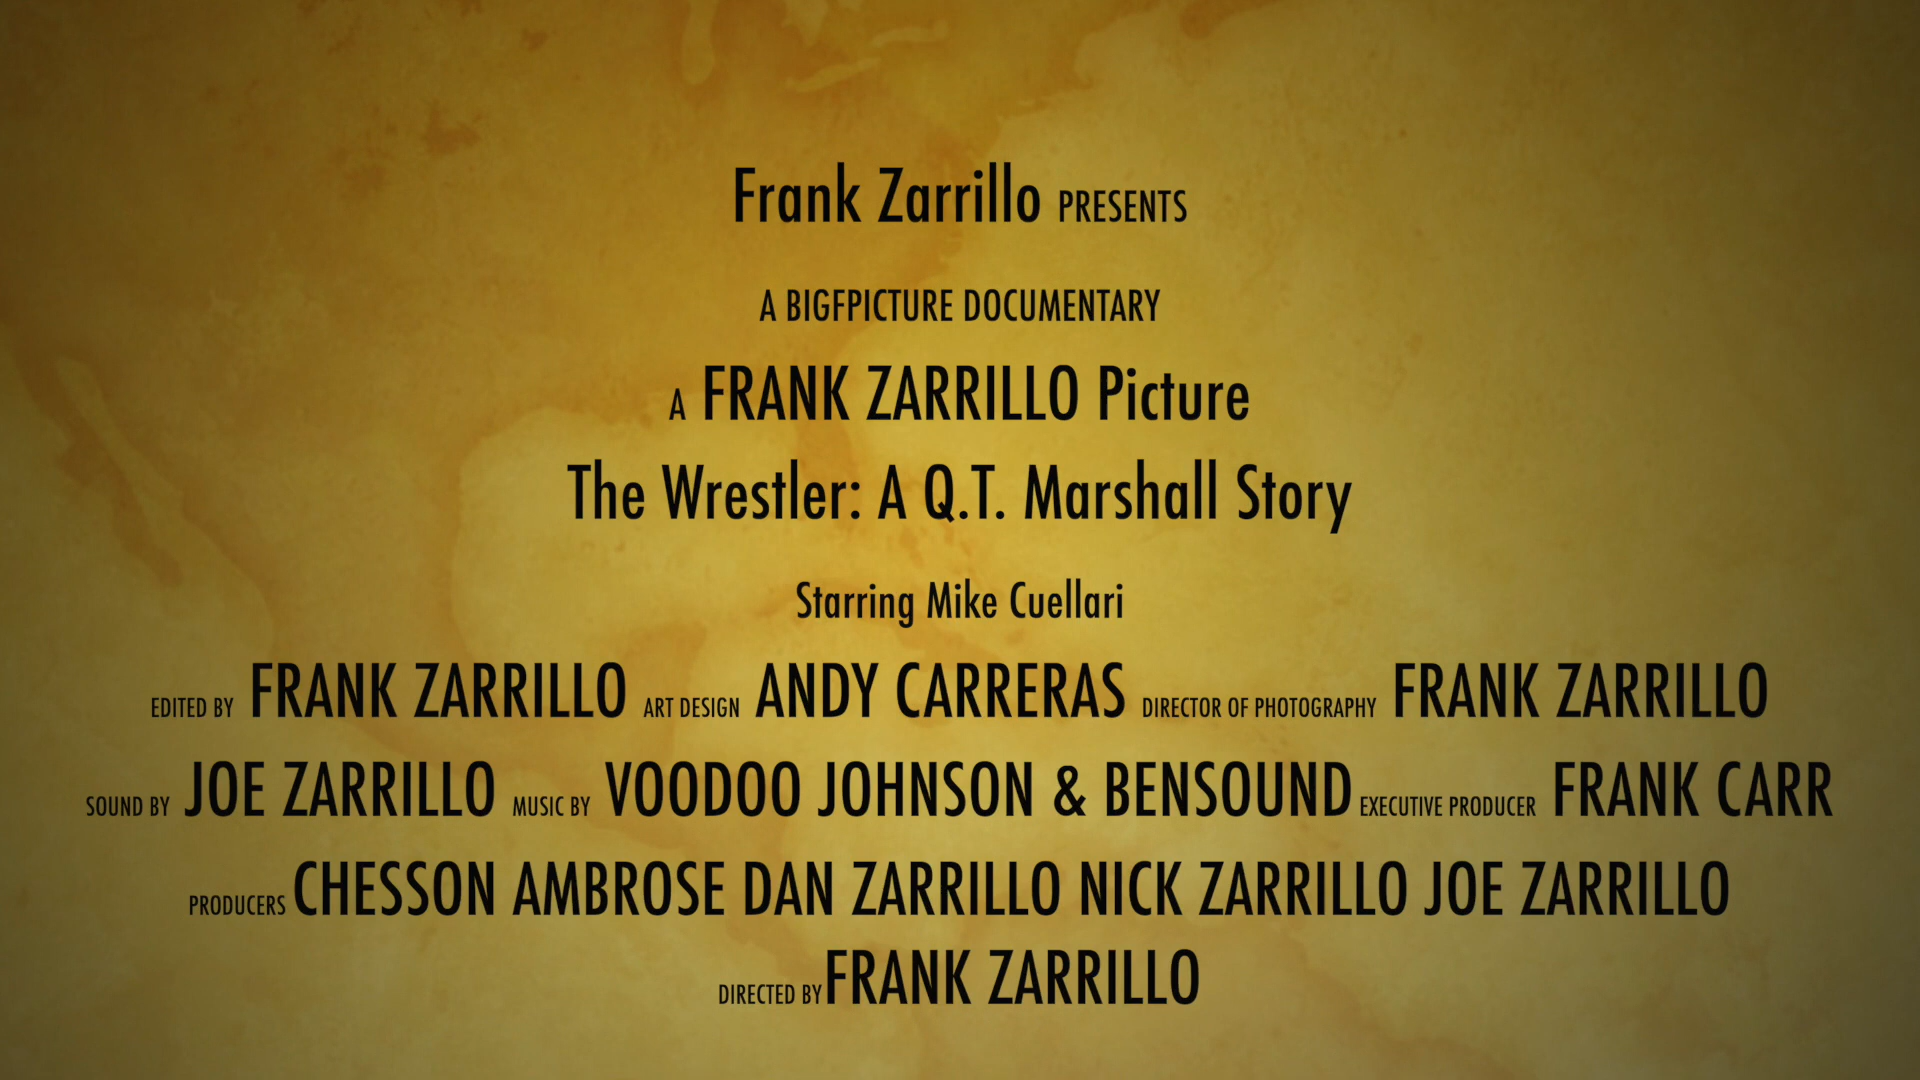 Frank Zarrillo PRESENTS
A BIGFPICTURE DOCUMENTARY
A FRANK ZARRILLO Picture
The Wrestler: A Q.T. Marshall Story
Starring Mike Cuellari
EDITED BY FRANK ZARRILLO ART DESIGN ANDY CARRERAS DIRECTOR OF PHOTOGRAPHY FRANK ZARRILLO
SOUND BY JOE ZARRILLO MUSIC BY VOODOO JOHNSON & BENSOUND EXECUTIVE PRODUCER FRANK CARR
PRODUCERS CHESSON AMBROSE DAN ZARRILLO NICK ZARRILLO JOE ZARRILLO
DIRECTED BY FRANK ZARRILLO